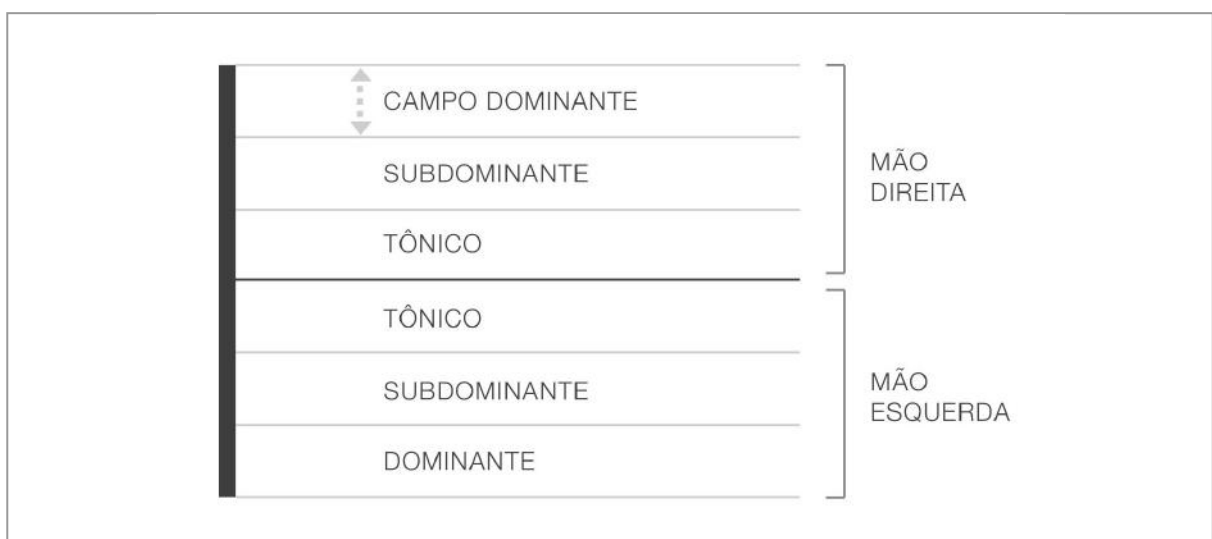 CAMPO DOMINANTE
SUBDOMINANTE
TÔNICO
MÃO
DIREITA
TÔNICO
SUBDOMINANTE
DOMINANTE
MÃO
ESQUERDA